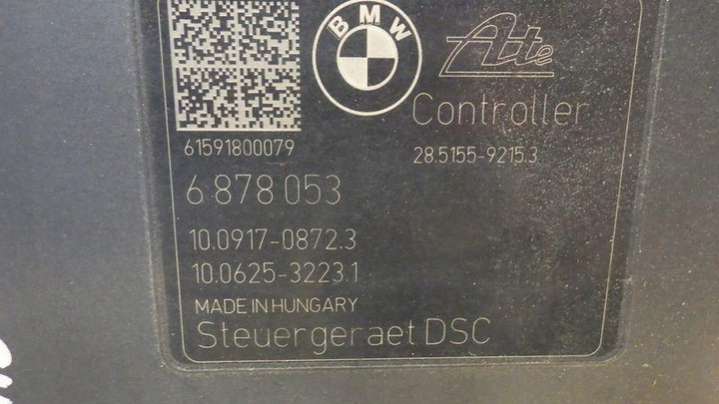 BMW
Ate
Controller
61591800079
28.5155-9215.3
6 878 053
10.0917-0872.3
10.0625-3223.1
MADE IN HUNGARY
Steuergeraet DSC